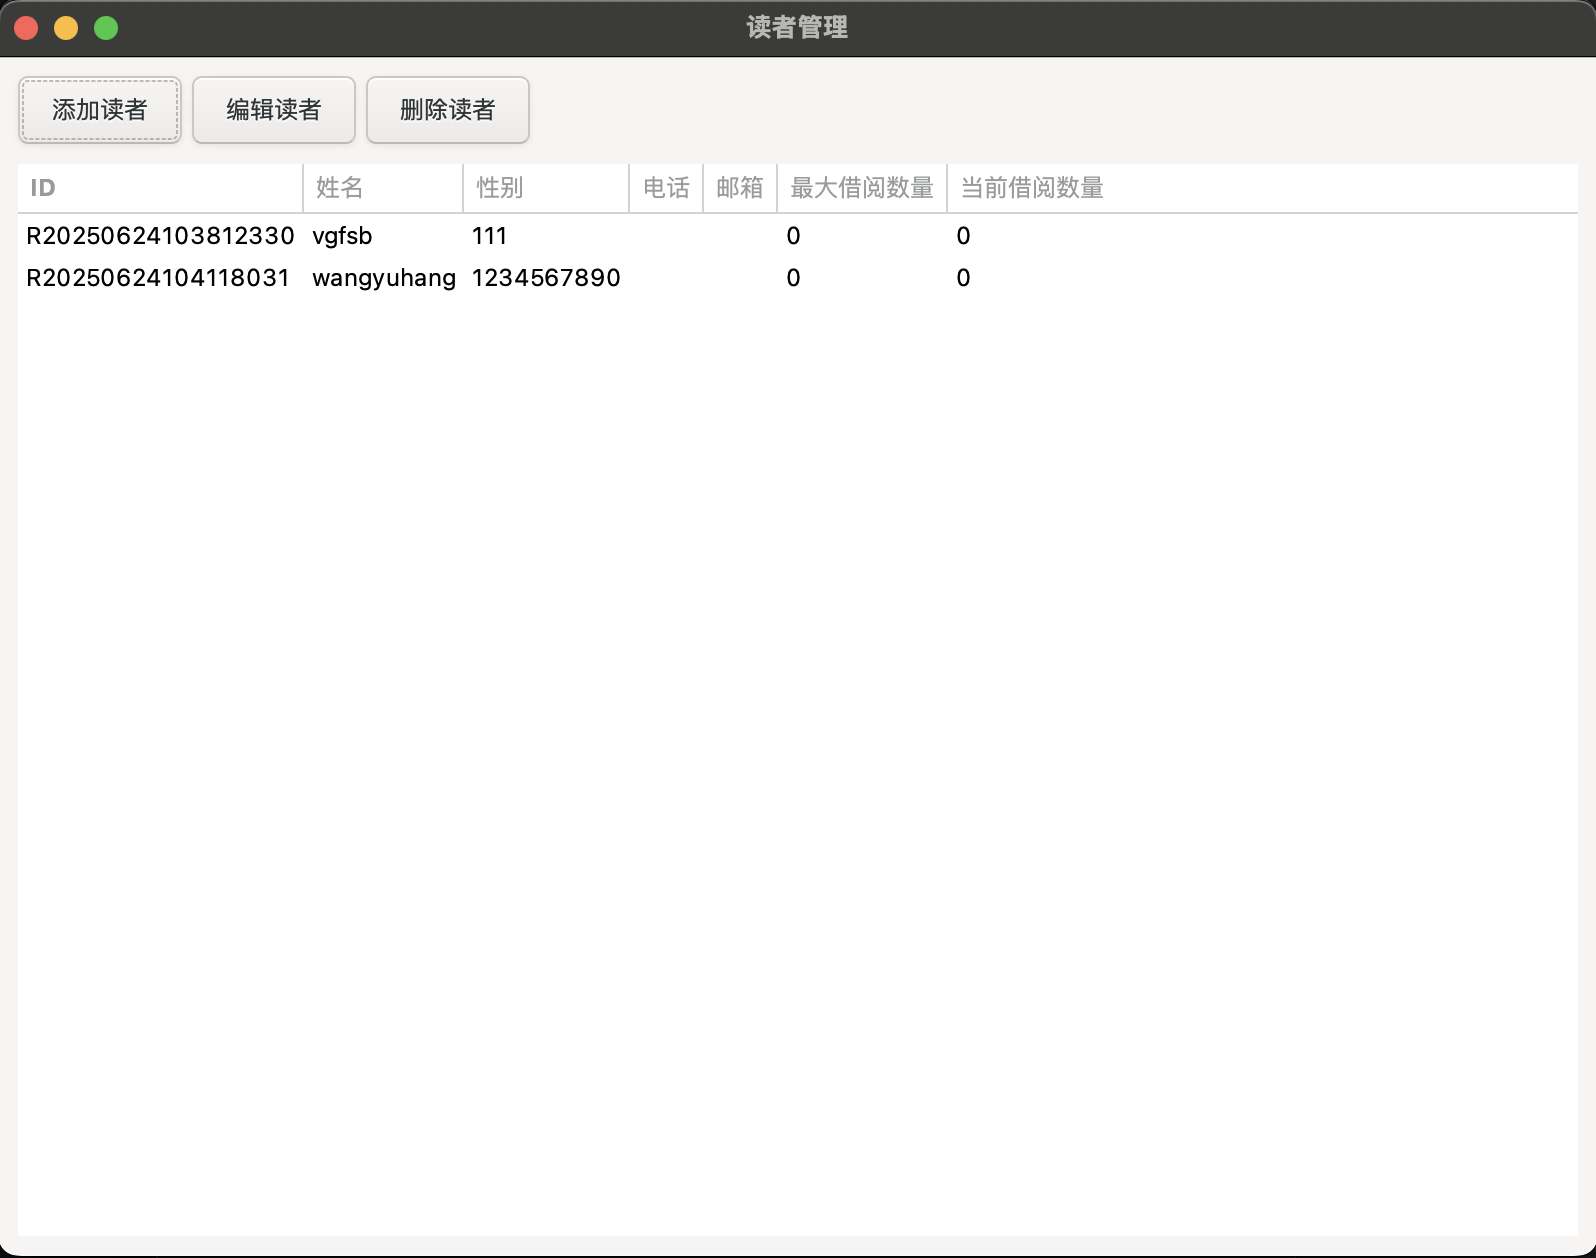 读者管理
添加读者 编辑读者 删除读者
ID 姓名 性别 电话 邮箱 最大借阅数量 当前借阅数量
R20250624103812330 vgfsb 111 0 0
R20250624104118031 wangyuhang 1234567890 0 0